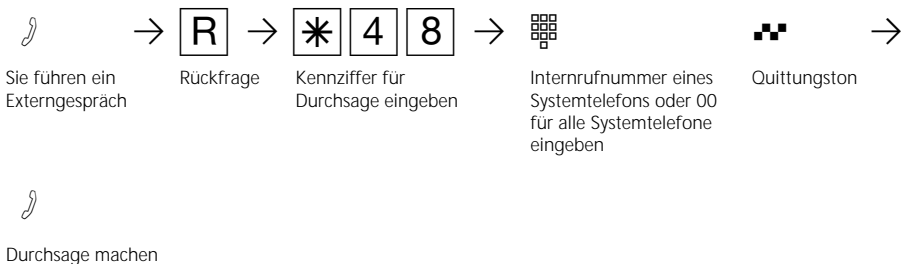 R * 4 8
Sie führen ein
Externgespräch
Rückfrage
Kennziffer für
Durchsage eingeben
Internrufnummer eines
Systemtelefons oder 00
für alle Systemtelefone
eingeben
Quittungston
Durchsage machen